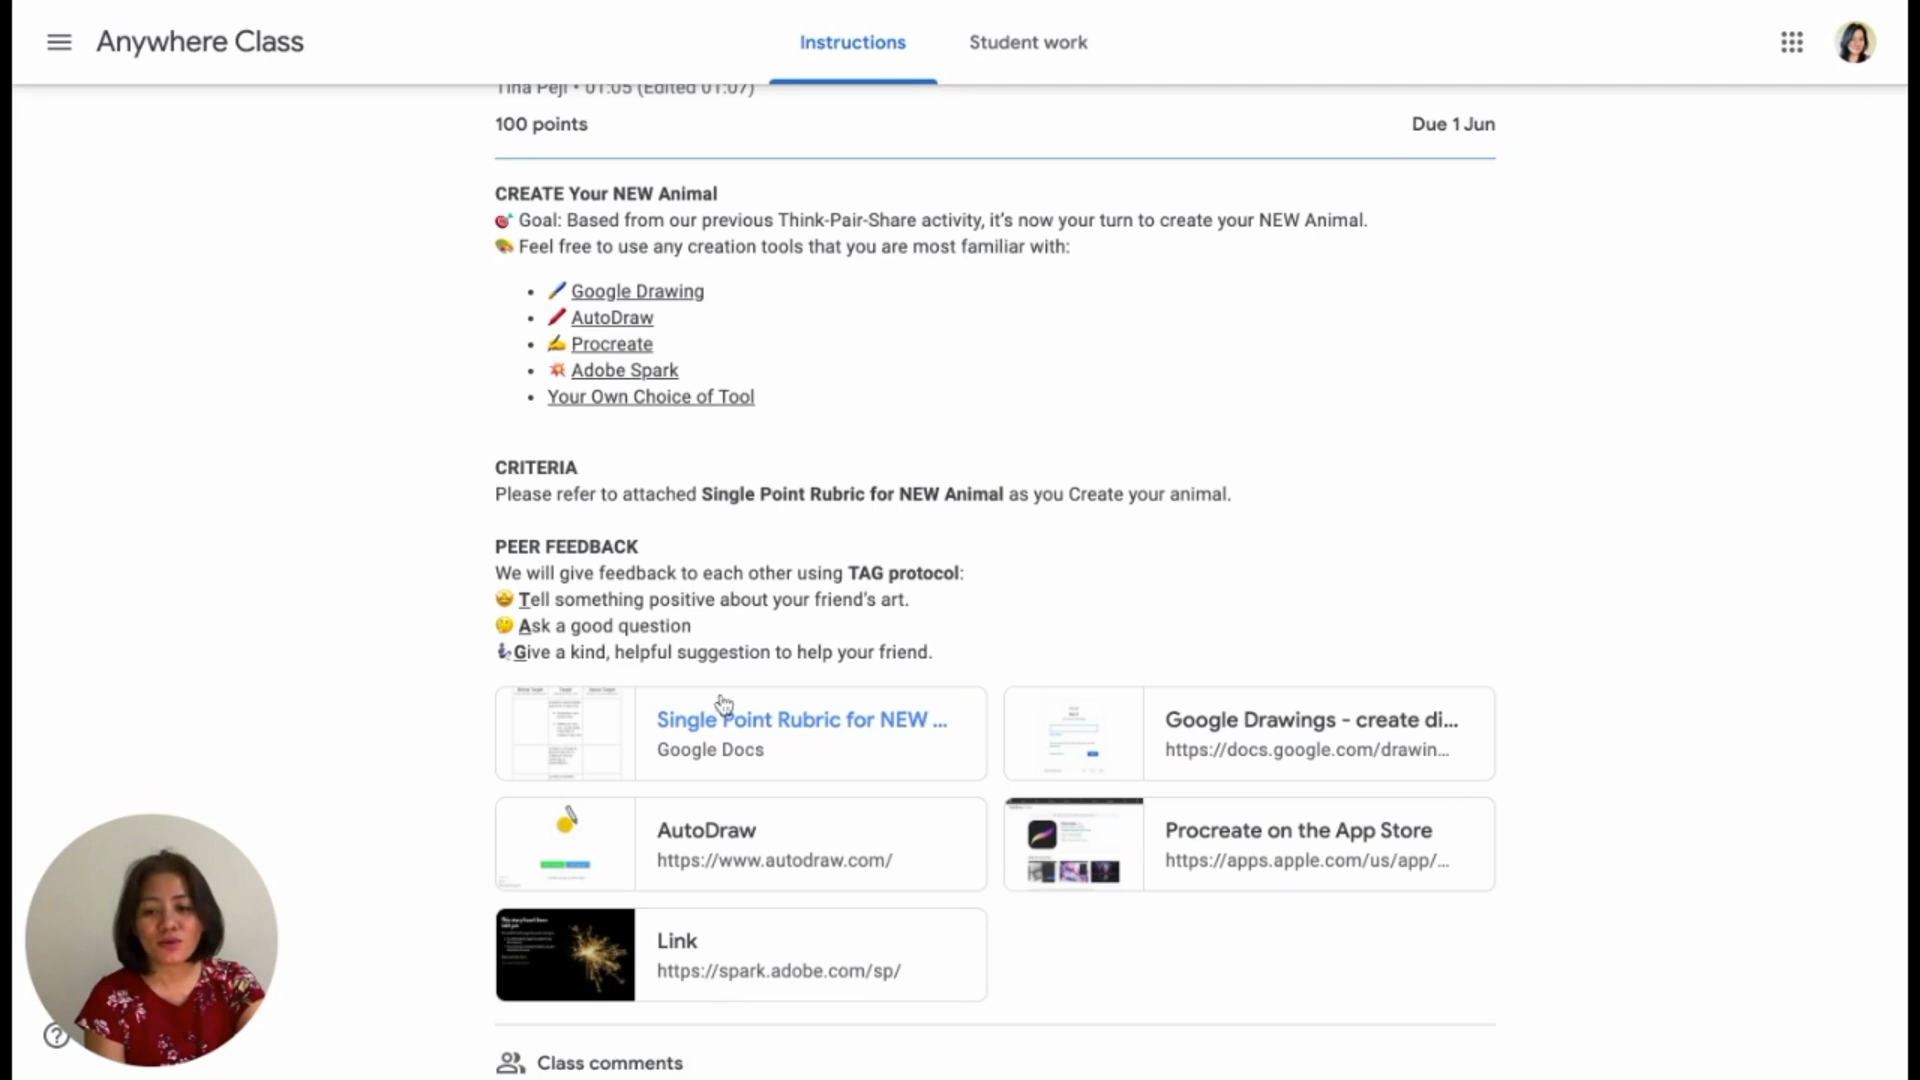 Anywhere Class
Instructions
Student work
Tina Peji • 01:05 (Edited 01:07)
100 points
Due 1 Jun
CREATE Your NEW Animal
🎯 Goal: Based from our previous Think-Pair-Share activity, it's now your turn to create your NEW Animal.
🎨 Feel free to use any creation tools that you are most familiar with:
• 🖌️ Google Drawing
• 🖍️ AutoDraw
• ✍️ Procreate
• 💥 Adobe Spark
• Your Own Choice of Tool
CRITERIA
Please refer to attached Single Point Rubric for NEW Animal as you Create your animal.
PEER FEEDBACK
We will give feedback to each other using TAG protocol:
🤩 Tell something positive about your friend's art.
🤔 Ask a good question
Give a kind, helpful suggestion to help your friend.
Single Point Rubric for NEW ...
Google Docs
Google Drawings - create di...
https://docs.google.com/drawin...
AutoDraw
https://www.autodraw.com/
Procreate on the App Store
https://apps.apple.com/us/app/...
Link
https://spark.adobe.com/sp/
Class comments